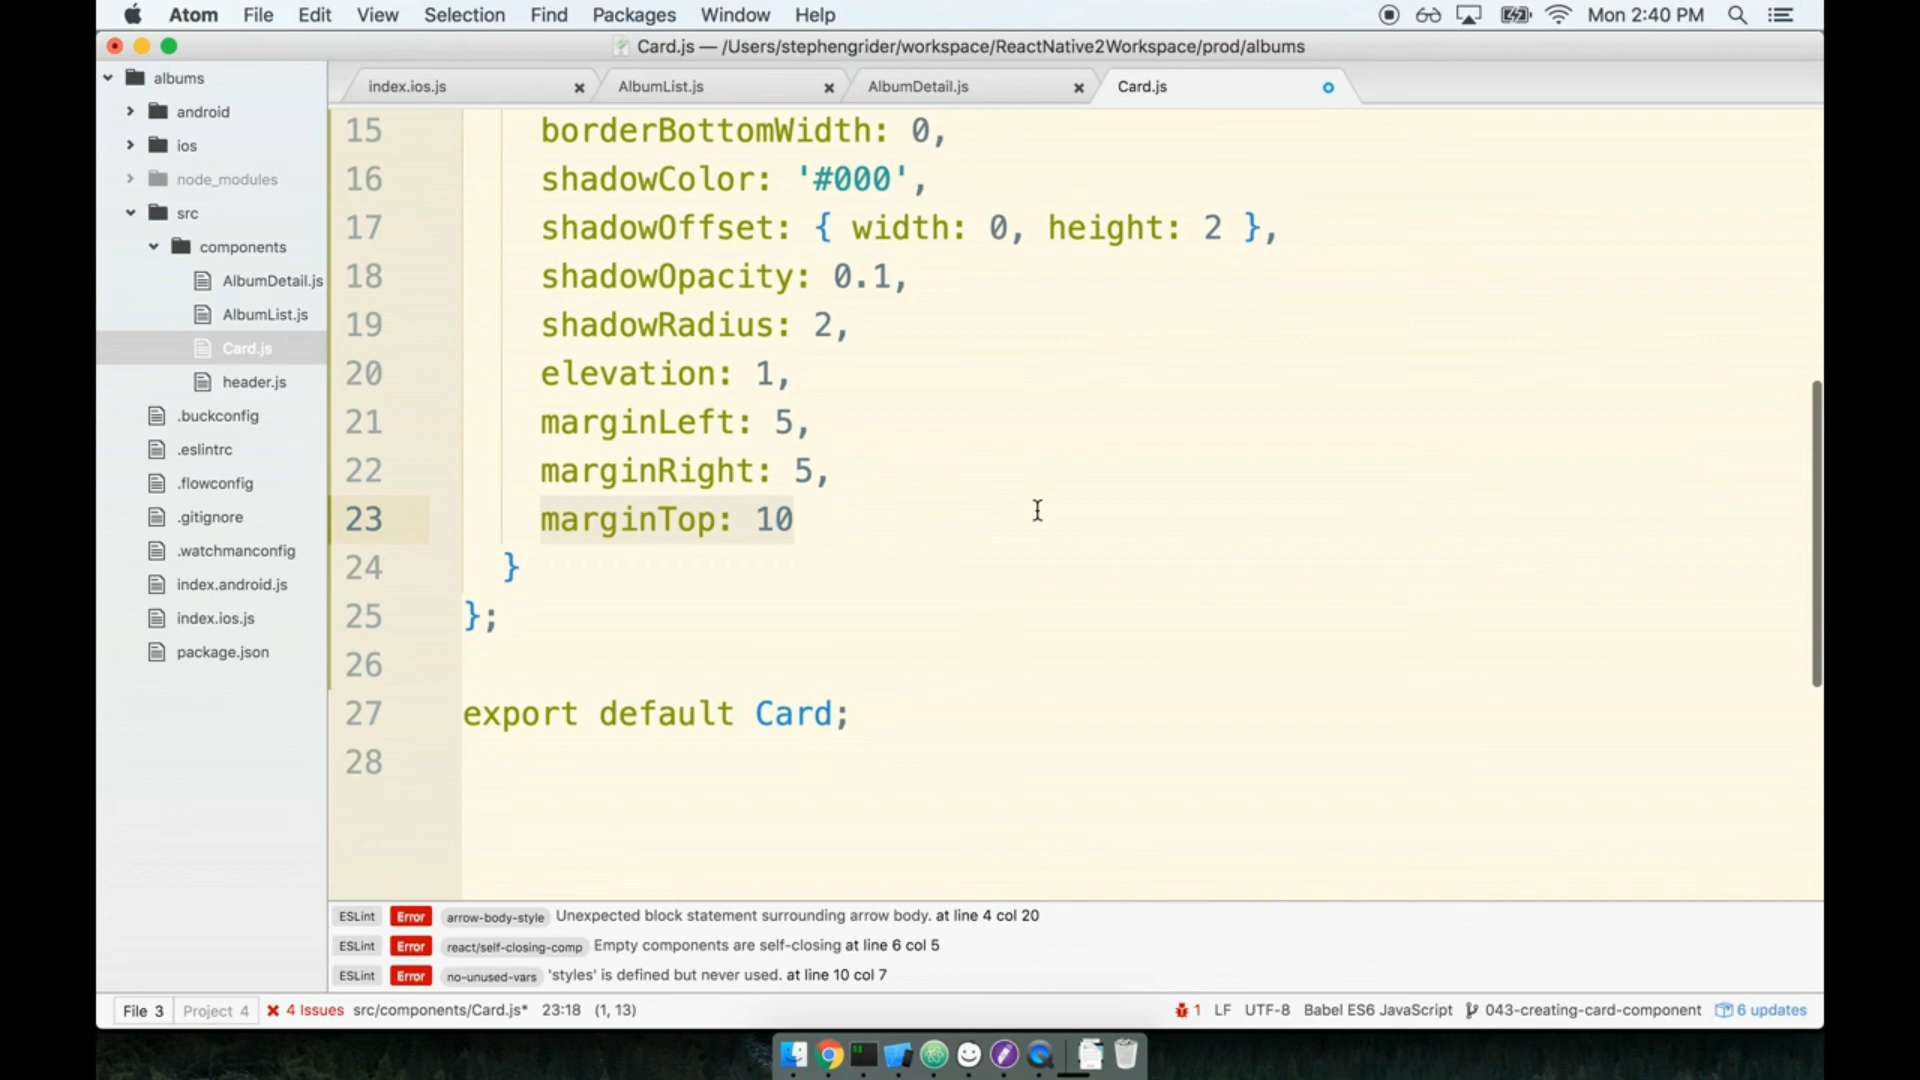 Atom File Edit View Selection Find Packages Window Help Mon 2:40 PM
Card.js — /Users/stephengrider/workspace/ReactNative2Workspace/prod/albums
albums
android
ios
node_modules
src
components
AlbumDetail.js
AlbumList.js
Card.js
header.js
.buckconfig
.eslintrc
.flowconfig
.gitignore
.watchmanconfig
index.android.js
index.ios.js
package.json
index.ios.js AlbumList.js AlbumDetail.js Card.js
15 borderBottomWidth: 0,
16 shadowColor: '#000',
17 shadowOffset: { width: 0, height: 2 },
18 shadowOpacity: 0.1,
19 shadowRadius: 2,
20 elevation: 1,
21 marginLeft: 5,
22 marginRight: 5,
23 marginTop: 10
24 }
25 };
26
27 export default Card;
28
ESLint Error arrow-body-style Unexpected block statement surrounding arrow body. at line 4 col 20
ESLint Error react/self-closing-comp Empty components are self-closing at line 6 col 5
ESLint Error no-unused-vars 'styles' is defined but never used. at line 10 col 7
File 3 Project 4 4 Issues src/components/Card.js* 23:18 (1, 13) 1 LF UTF-8 Babel ES6 JavaScript 043-creating-card-component 6 updates